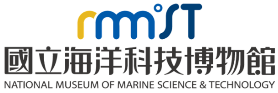 nmmST
國立海洋科技博物館
NATIONAL MUSEUM OF MARINE SCIENCE & TECHNOLOGY